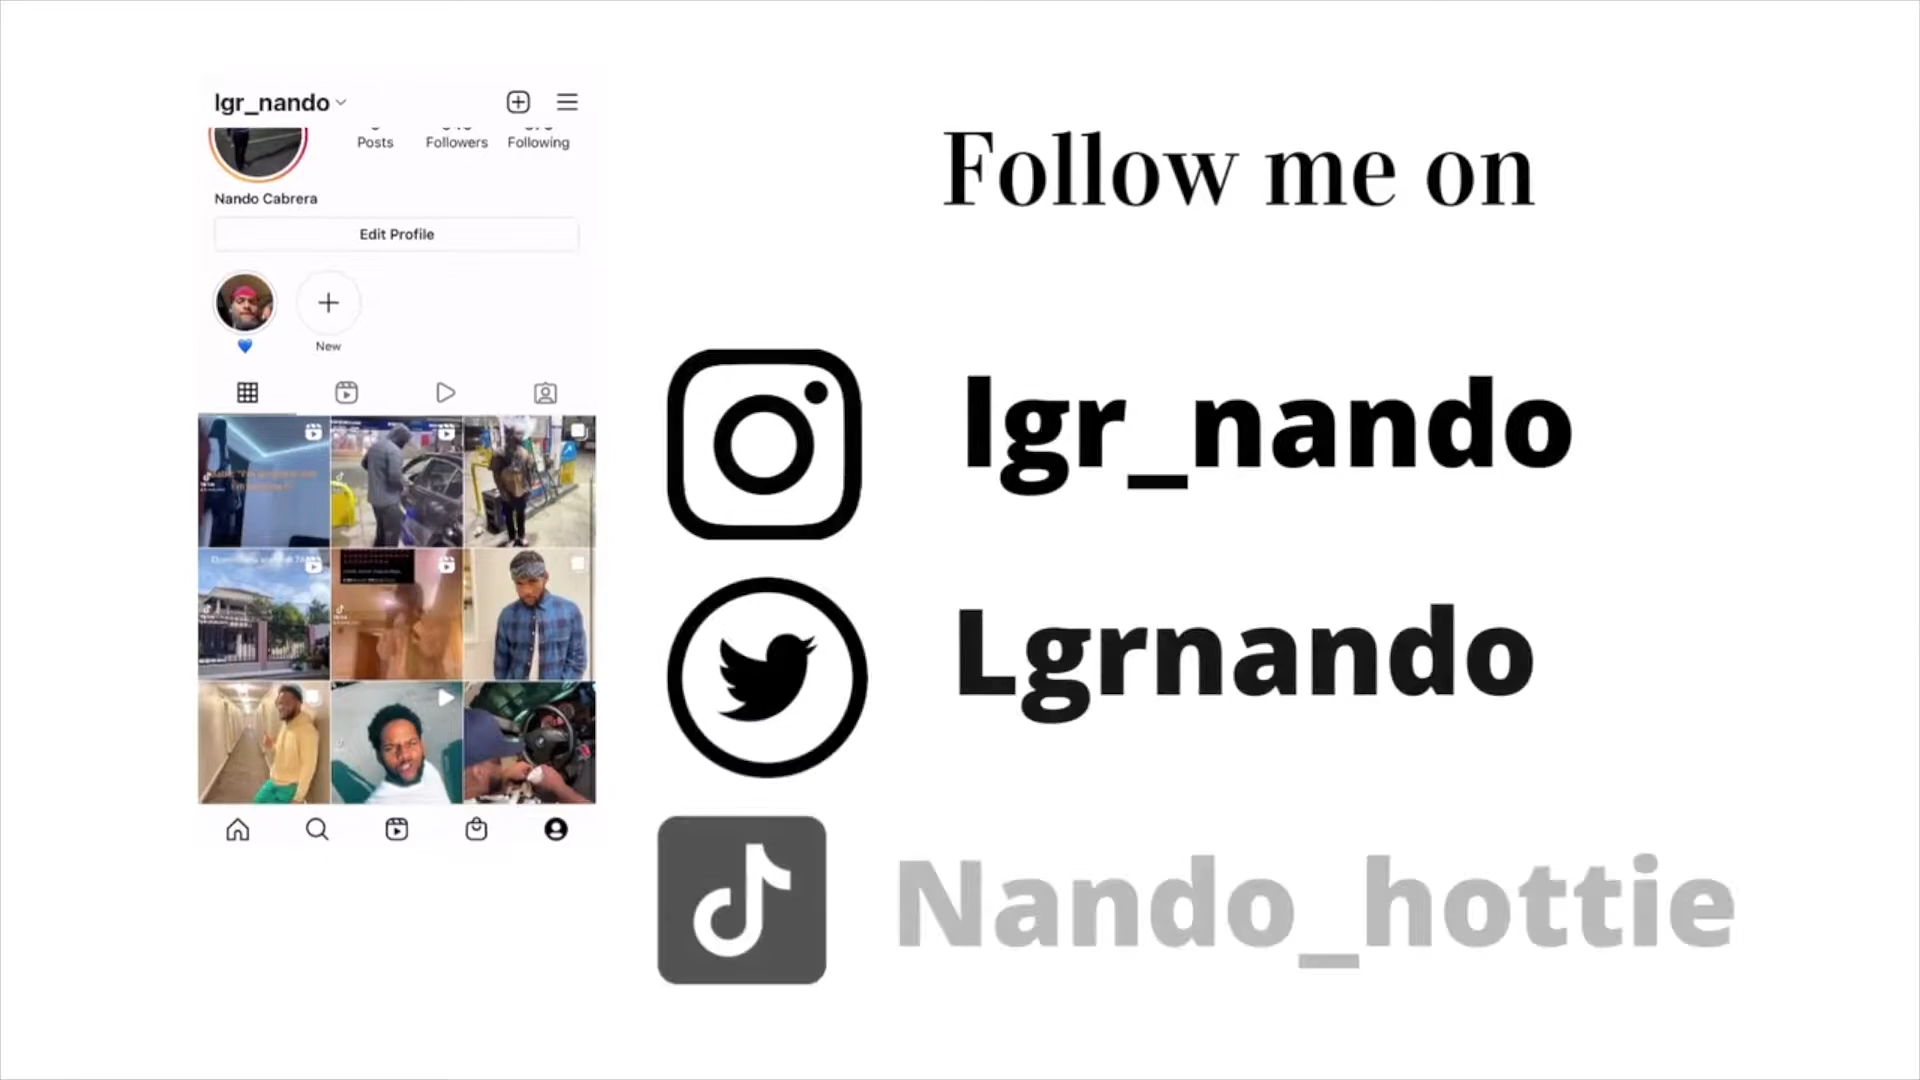 lgr_nando
Posts Followers Following
Nando Cabrera
Edit Profile
New
Follow me on
lgr_nando
Lgrnando
Nando_hottie